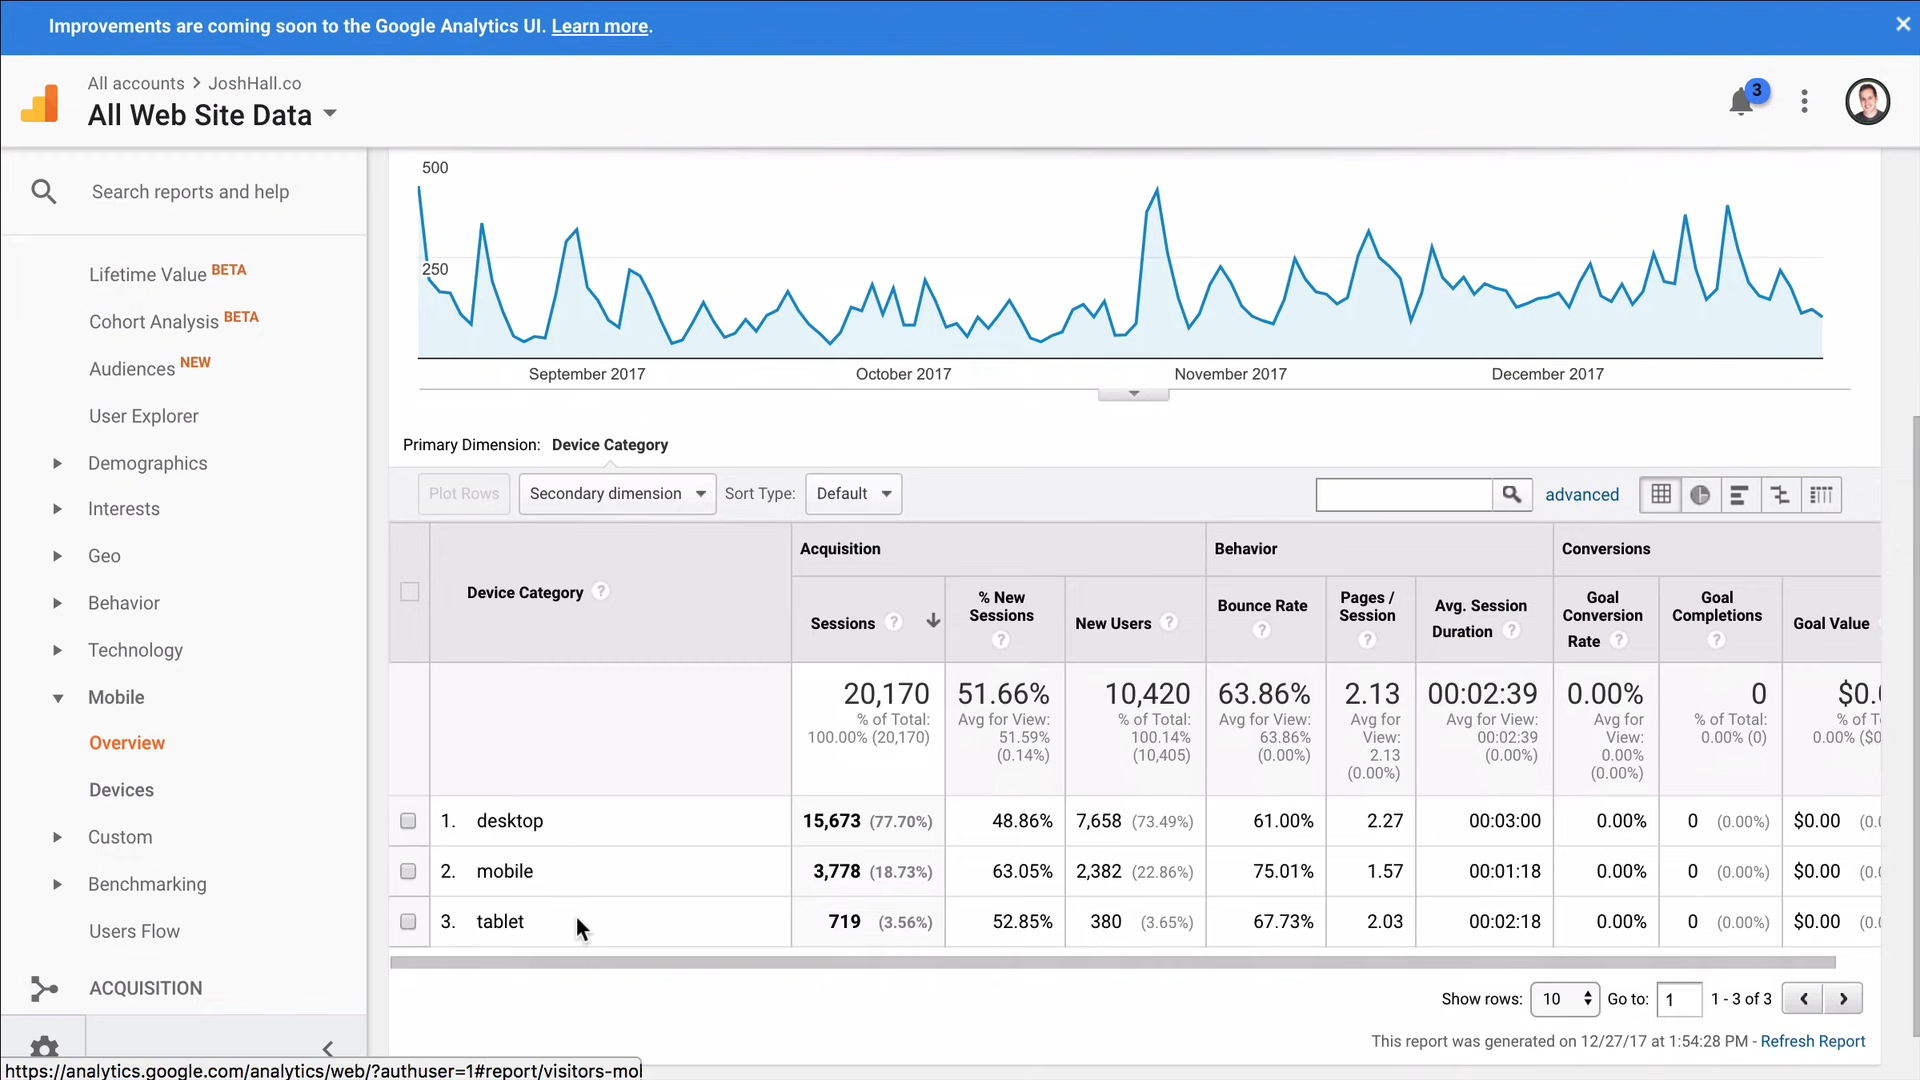 Improvements are coming soon to the Google Analytics UI. Learn more.
All accounts > JoshHall.co
All Web Site Data
3
Search reports and help
Lifetime Value BETA
Cohort Analysis BETA
Audiences NEW
User Explorer
Demographics
Interests
Geo
Behavior
Technology
Mobile
Overview
Devices
Custom
Benchmarking
Users Flow
ACQUISITION
500
250
September 2017 October 2017 November 2017 December 2017
Primary Dimension: Device Category
Plot Rows Secondary dimension Sort Type: Default advanced
Acquisition Behavior Conversions
Device Category ?
Sessions ?
% New
Sessions
?
New Users ?
Bounce Rate
?
Pages /
Session
?
Avg. Session
Duration ?
Goal
Conversion
Rate ?
Goal
Completions
?
Goal Value
20,170
% of Total:
100.00% (20,170)
51.66%
Avg for View:
51.59%
(0.14%)
10,420
% of Total:
100.14%
(10,405)
63.86%
Avg for View:
63.86%
(0.00%)
2.13
Avg for
View:
2.13
(0.00%)
00:02:39
Avg for View:
00:02:39
(0.00%)
0.00%
Avg for
View:
0.00%
(0.00%)
0
% of Total:
0.00% (0)
$0.
% of T
0.00% ($0
1. desktop 15,673 (77.70%) 48.86% 7,658 (73.49%) 61.00% 2.27 00:03:00 0.00% 0 (0.00%) $0.00 (0.
2. mobile 3,778 (18.73%) 63.05% 2,382 (22.86%) 75.01% 1.57 00:01:18 0.00% 0 (0.00%) $0.00 (0.
3. tablet 719 (3.56%) 52.85% 380 (3.65%) 67.73% 2.03 00:02:18 0.00% 0 (0.00%) $0.00 (0.
Show rows: 10 Go to: 1 1 - 3 of 3
This report was generated on 12/27/17 at 1:54:28 PM - Refresh Report
https://analytics.google.com/analytics/web/?authuser=1#report/visitors-mol